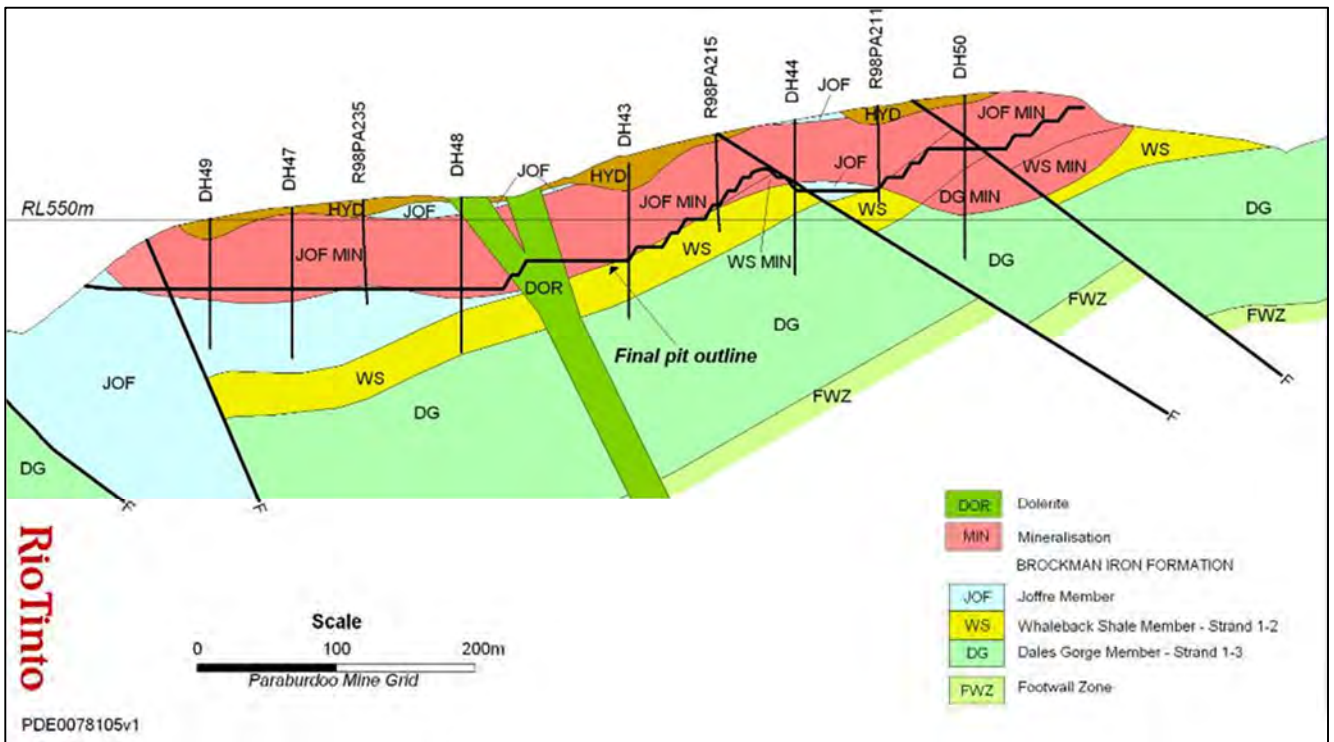 DH49
DH47
R98PA235
DH48
JOF
DH43
R98PA215
DH44
JOF
R98PA211
DH50
RL550m
HYD
JOF
HYD
HYD
JOF MIN
JOF MIN
JOF MIN
JOF
WS MIN
WS
DG MIN
WS
WS
WS MIN
DG
DG
DOR
FWZ
FWZ
DG
Final pit outline
JOF
WS
DG
FWZ
DG
F
F
F
F
DOR Dolerite
MIN Mineralisation
BROCKMAN IRON FORMATION
JOF Joffre Member
WS Whaleback Shale Member - Strand 1-2
DG Dales Gorge Member - Strand 1-3
FWZ Footwall Zone
Scale
0 100 200m
Paraburdoo Mine Grid
RioTinto
PDE0078105v1